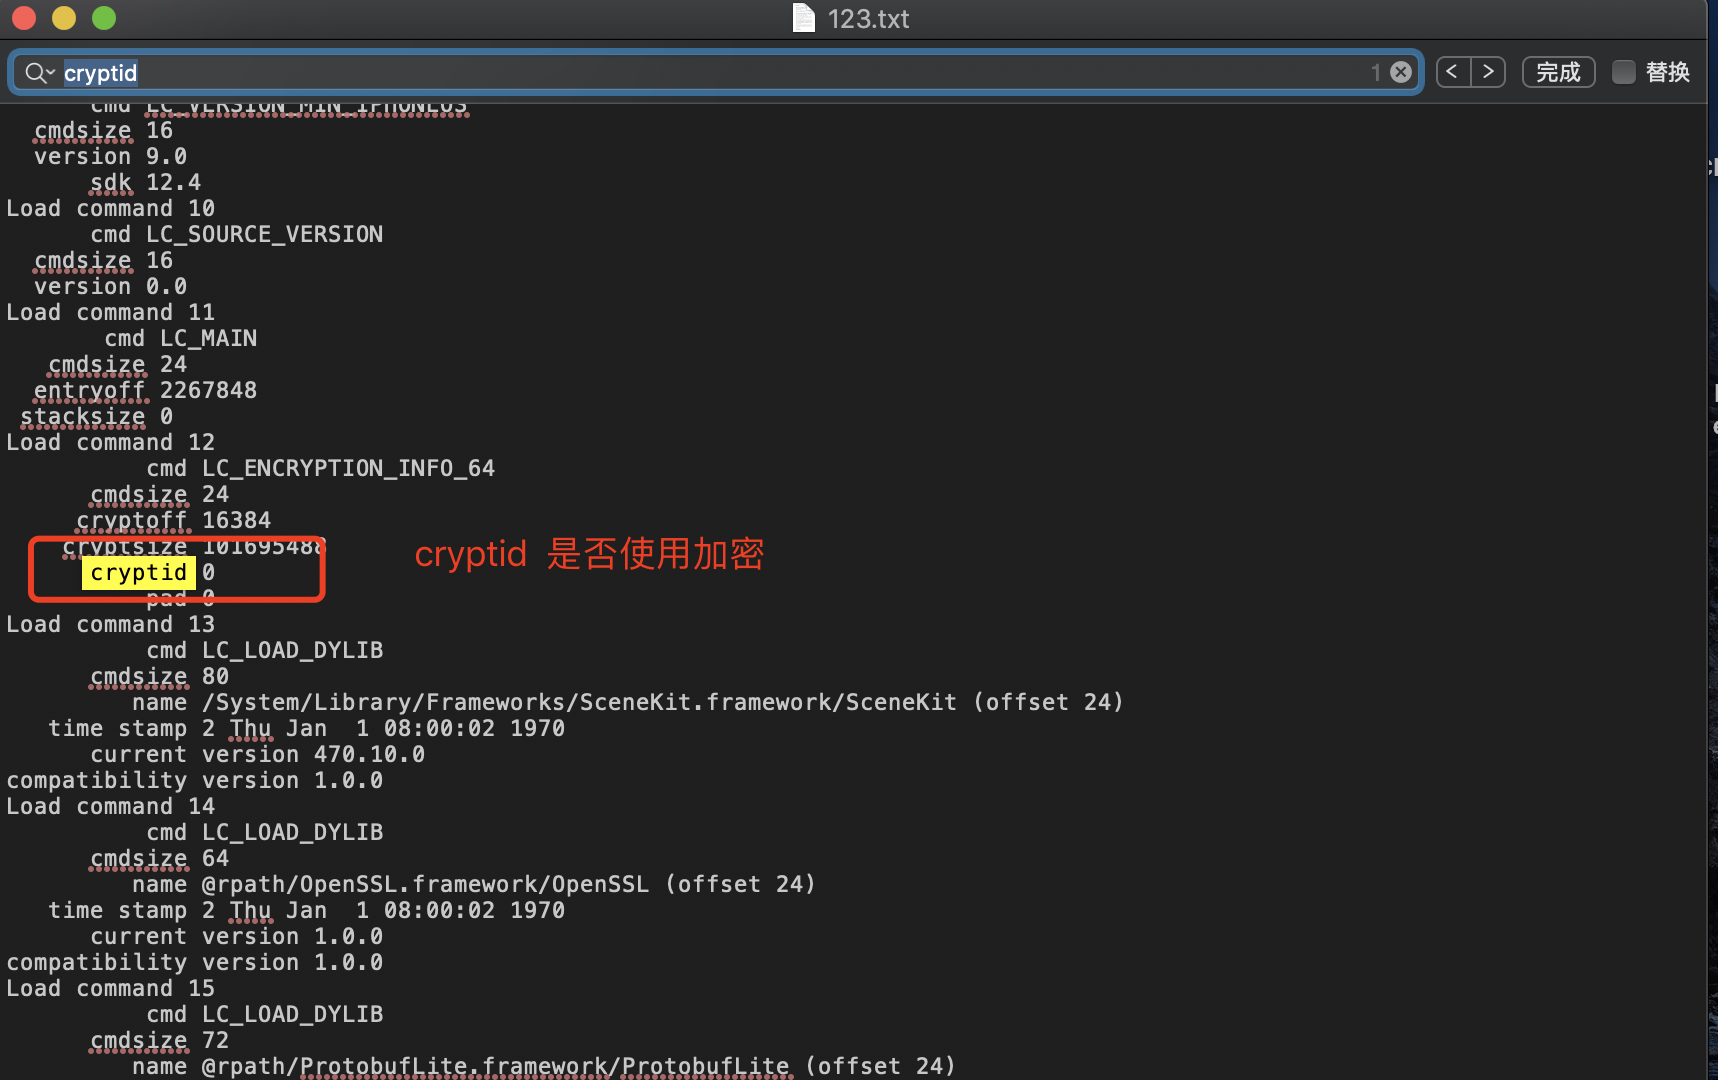 123.txt
cryptid 1 完成 替换
cmd LC_VERSION_MIN_IPHONEOS
cmdsize 16
version 9.0
sdk 12.4
Load command 10
cmd LC_SOURCE_VERSION
cmdsize 16
version 0.0
Load command 11
cmd LC_MAIN
cmdsize 24
entryoff 2267848
stacksize 0
Load command 12
cmd LC_ENCRYPTION_INFO_64
cmdsize 24
cryptoff 16384
cryptsize 101695488
cryptid 是否使用加密
cryptid 0
pad 0
Load command 13
cmd LC_LOAD_DYLIB
cmdsize 80
name /System/Library/Frameworks/SceneKit.framework/SceneKit (offset 24)
time stamp 2 Thu Jan  1 08:00:02 1970
current version 470.10.0
compatibility version 1.0.0
Load command 14
cmd LC_LOAD_DYLIB
cmdsize 64
name @rpath/OpenSSL.framework/OpenSSL (offset 24)
time stamp 2 Thu Jan  1 08:00:02 1970
current version 1.0.0
compatibility version 1.0.0
Load command 15
cmd LC_LOAD_DYLIB
cmdsize 72
name @rpath/ProtobufLite.framework/ProtobufLite (offset 24)